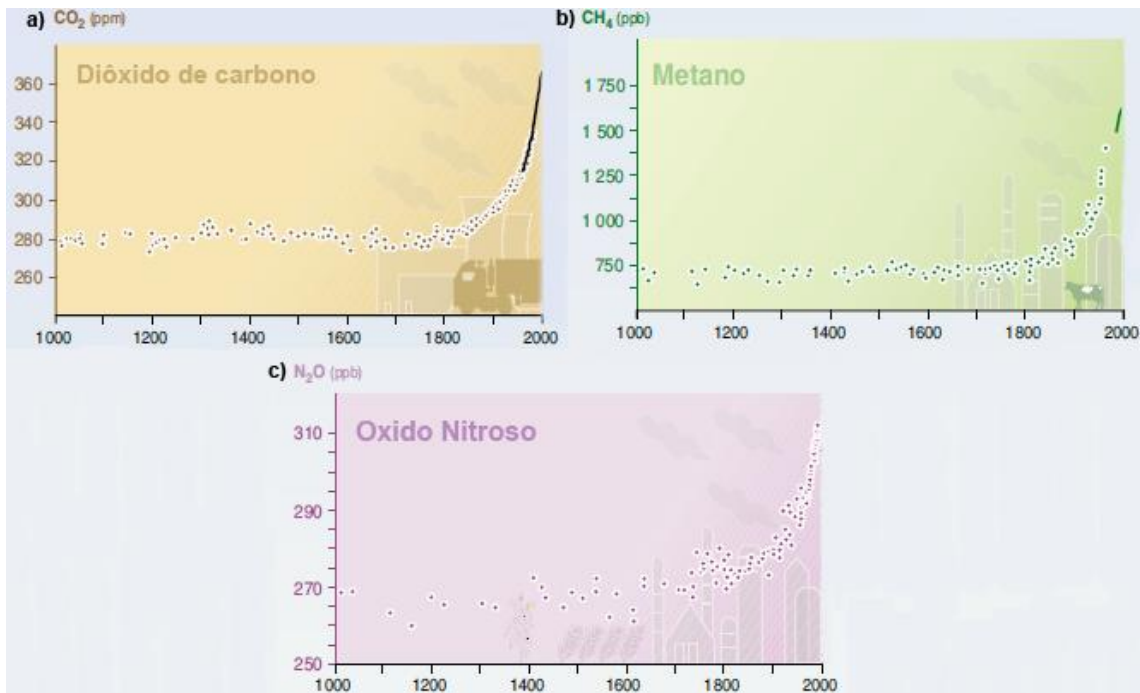 a) CO₂ (ppm)
Diôxido de carbono
360
340
320
300
280
260
1000 1200 1400 1600 1800 2000
b) CH₄ (ppb)
Metano
1 750
1 500
1 250
1 000
750
1000 1200 1400 1600 1800 2000
c) N₂O (ppb)
Oxido Nitroso
310
290
270
250
1000 1200 1400 1600 1800 2000